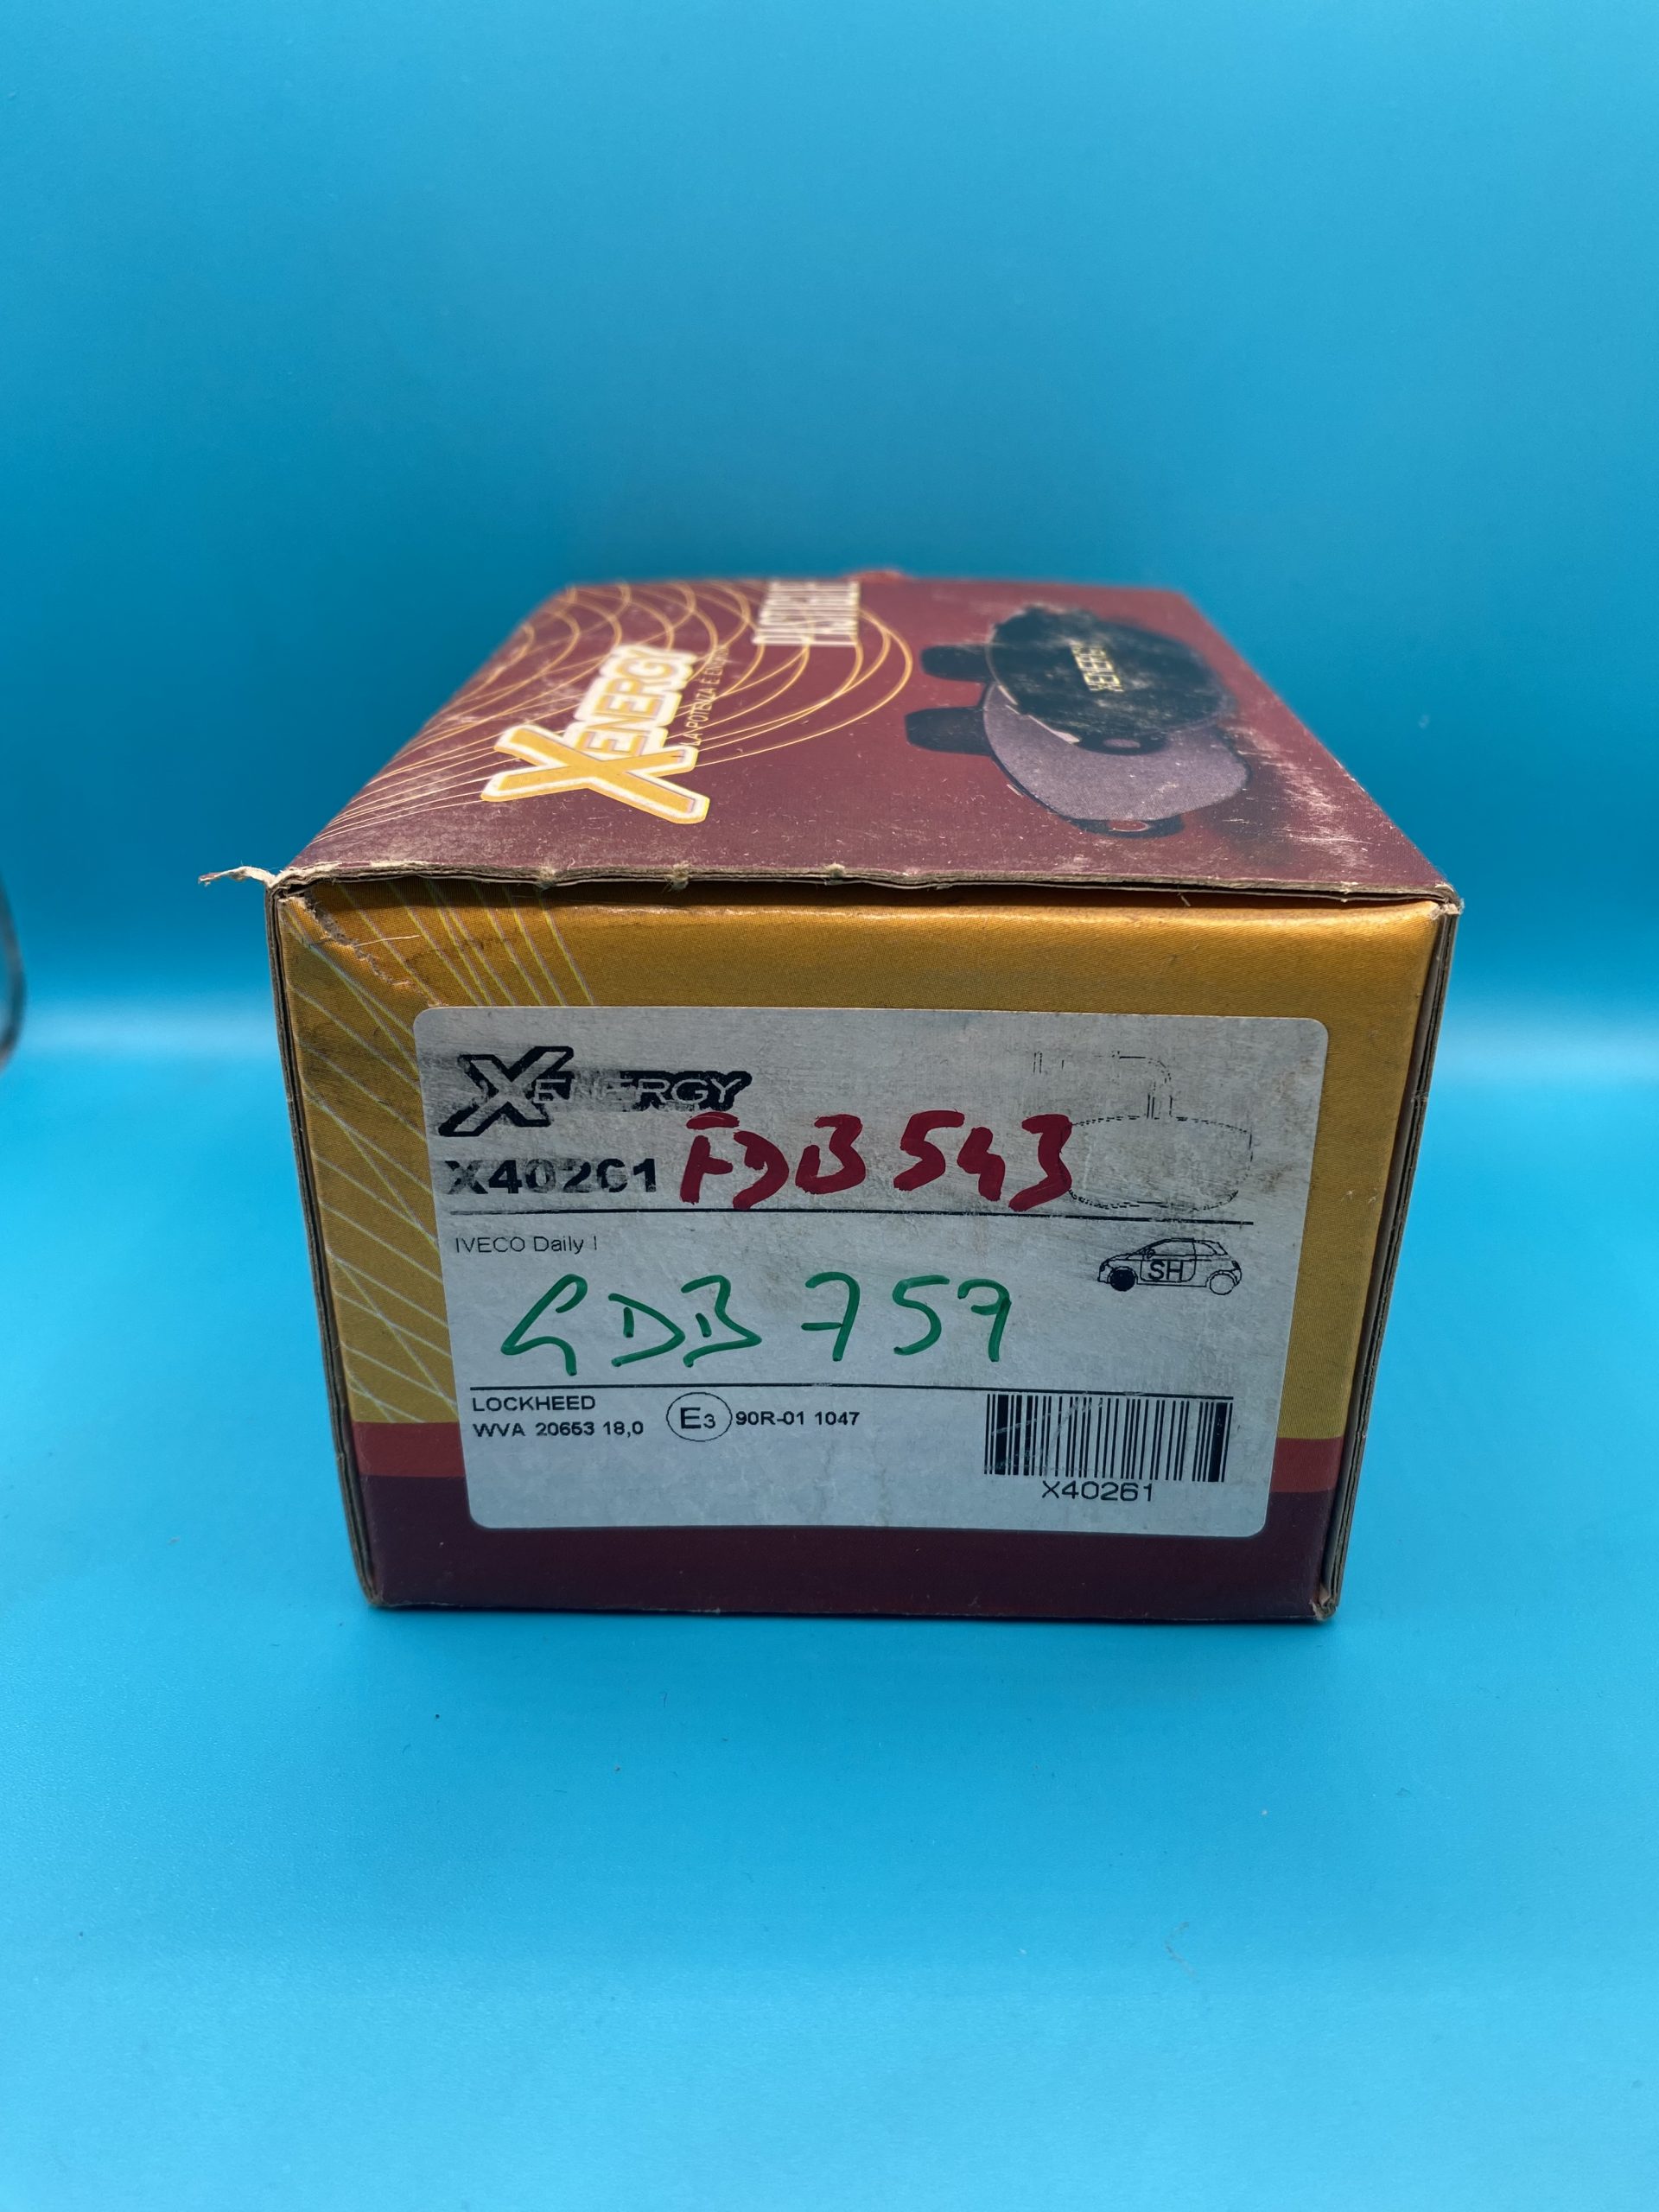 XENERGY
LA POTENZA È ENERGIA
PASTIGLIE
XENERGY
XENERGY
X40261 FDB 543
IVECO Daily I
SH
GDB 759
LOCKHEED
WVA 20653 18,0
E3 90R-01 1047
X40261